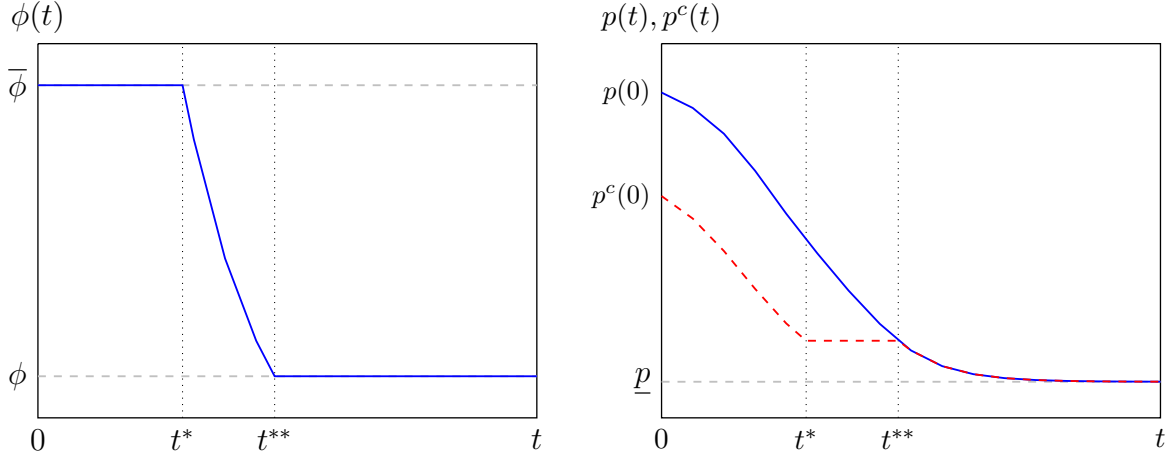 ϕ(t)
ϕ̅
ϕ
0
t*
t**
t
p(t), p^c(t)
p(0)
p^c(0)
p̲
0
t*
t**
t